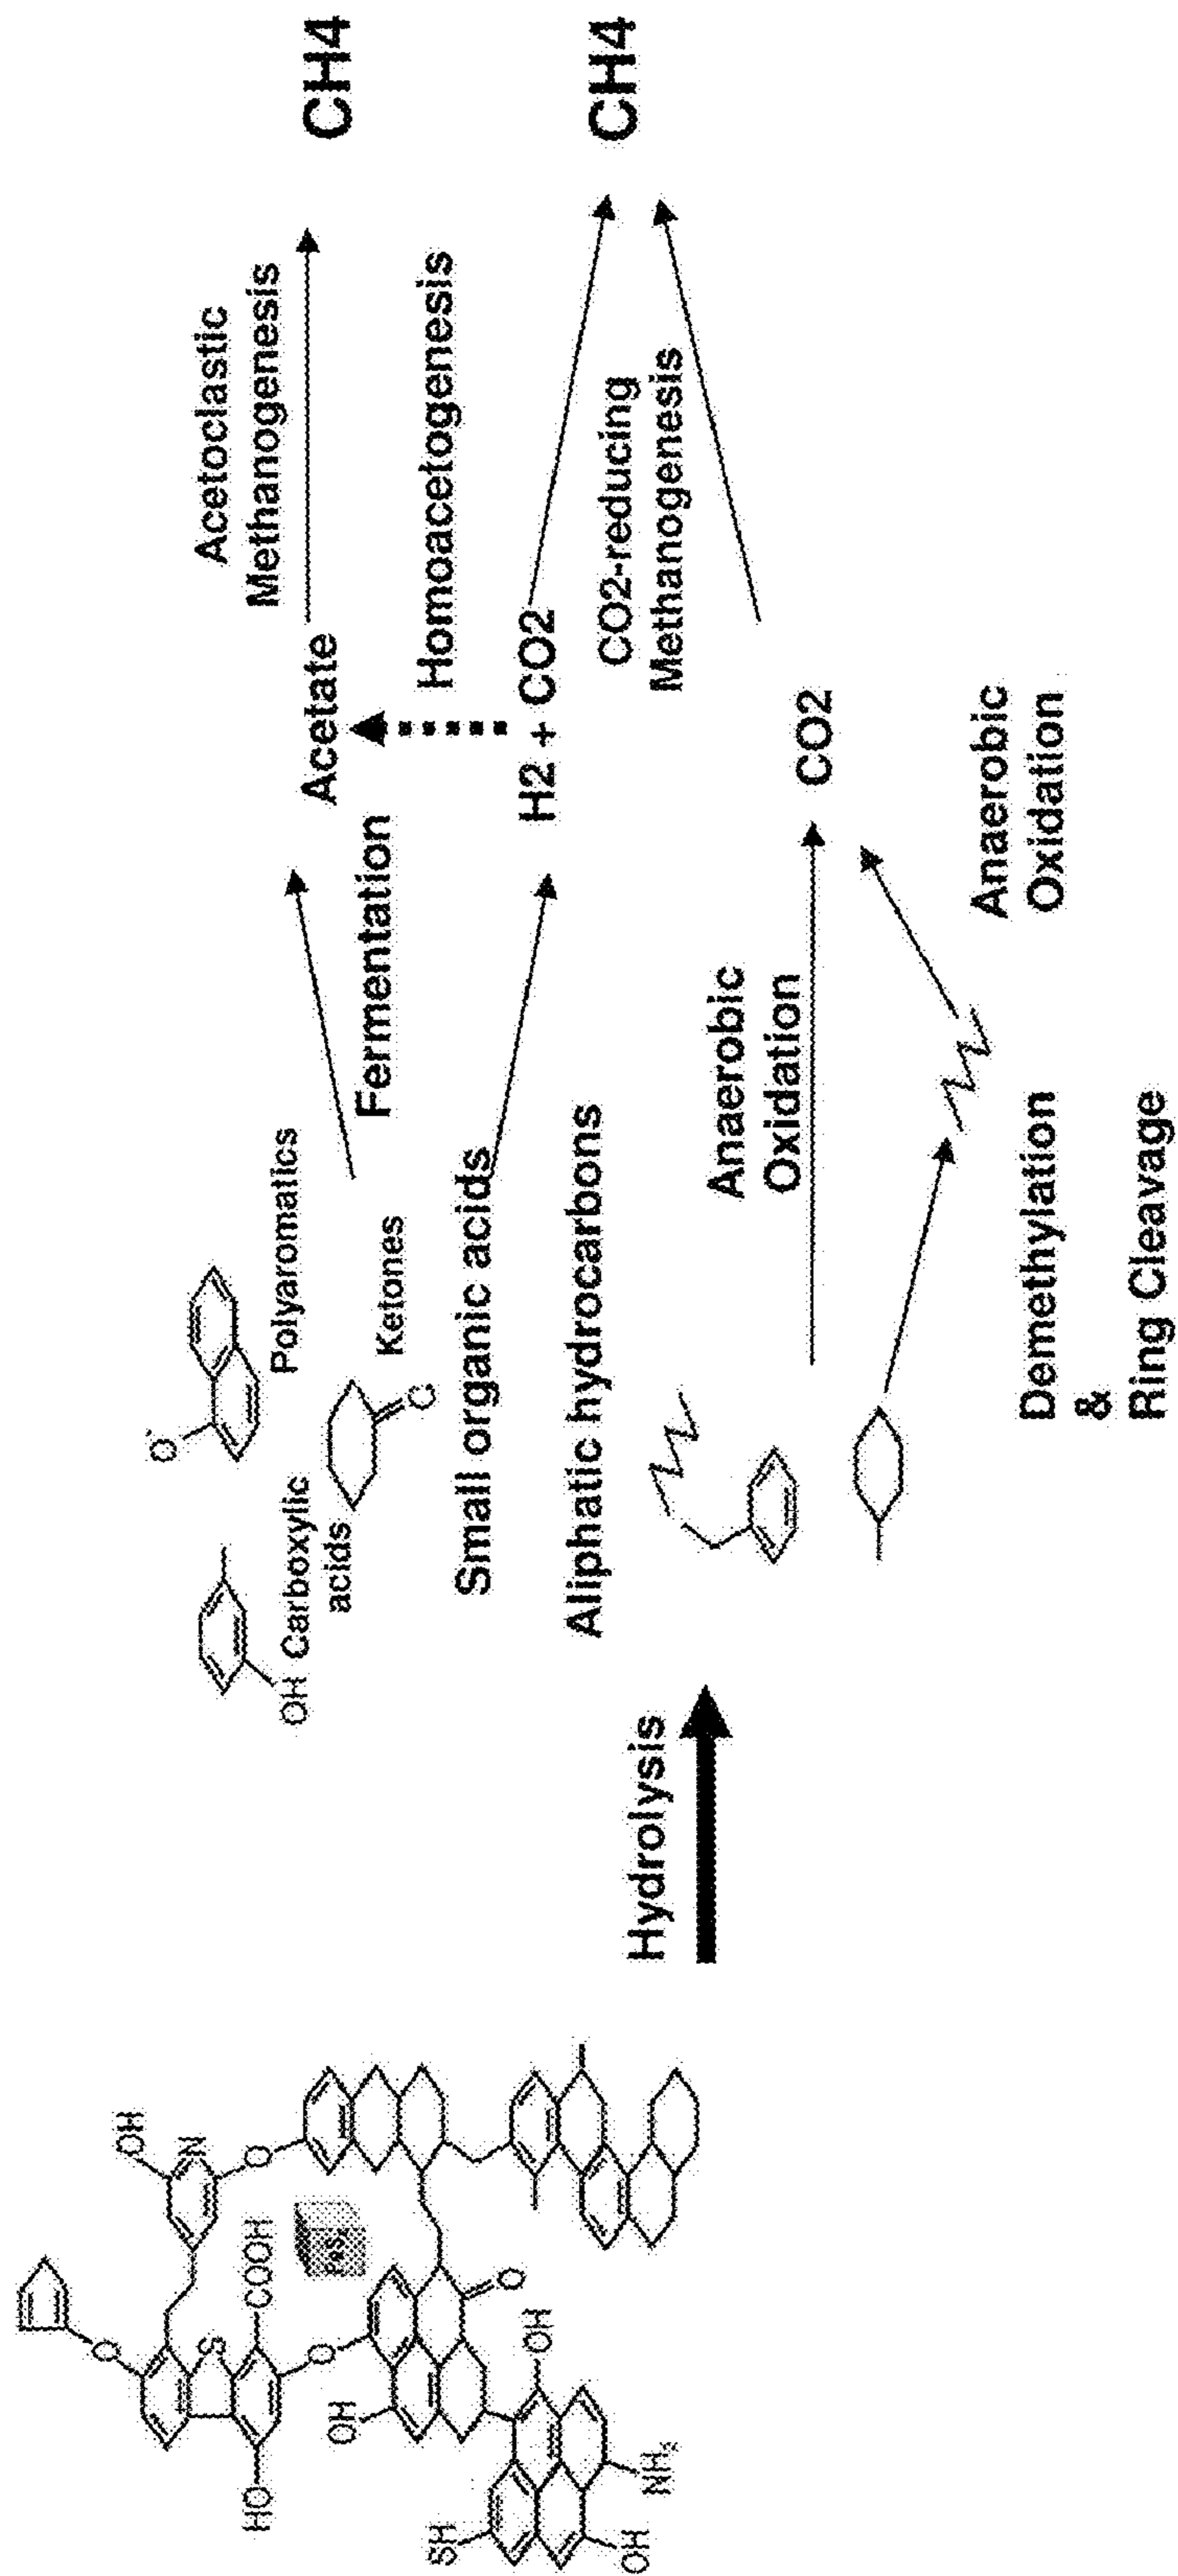 O
OH
N
HO
S
COOH
O
O
OH
O
SH
OH
OH
NH2
Hydrolysis
OH
Carboxylic
acids
O
Polyaromatics
Ketones
Small organic acids
Aliphatic hydrocarbons
Fermentation
Acetate
Acetoclastic
Methanogenesis
CH4
Homoacetogenesis
H2 + CO2
CO2-reducing
Methanogenesis
CH4
Anaerobic
Oxidation
CO2
Demethylation
&
Ring Cleavage
Anaerobic
Oxidation